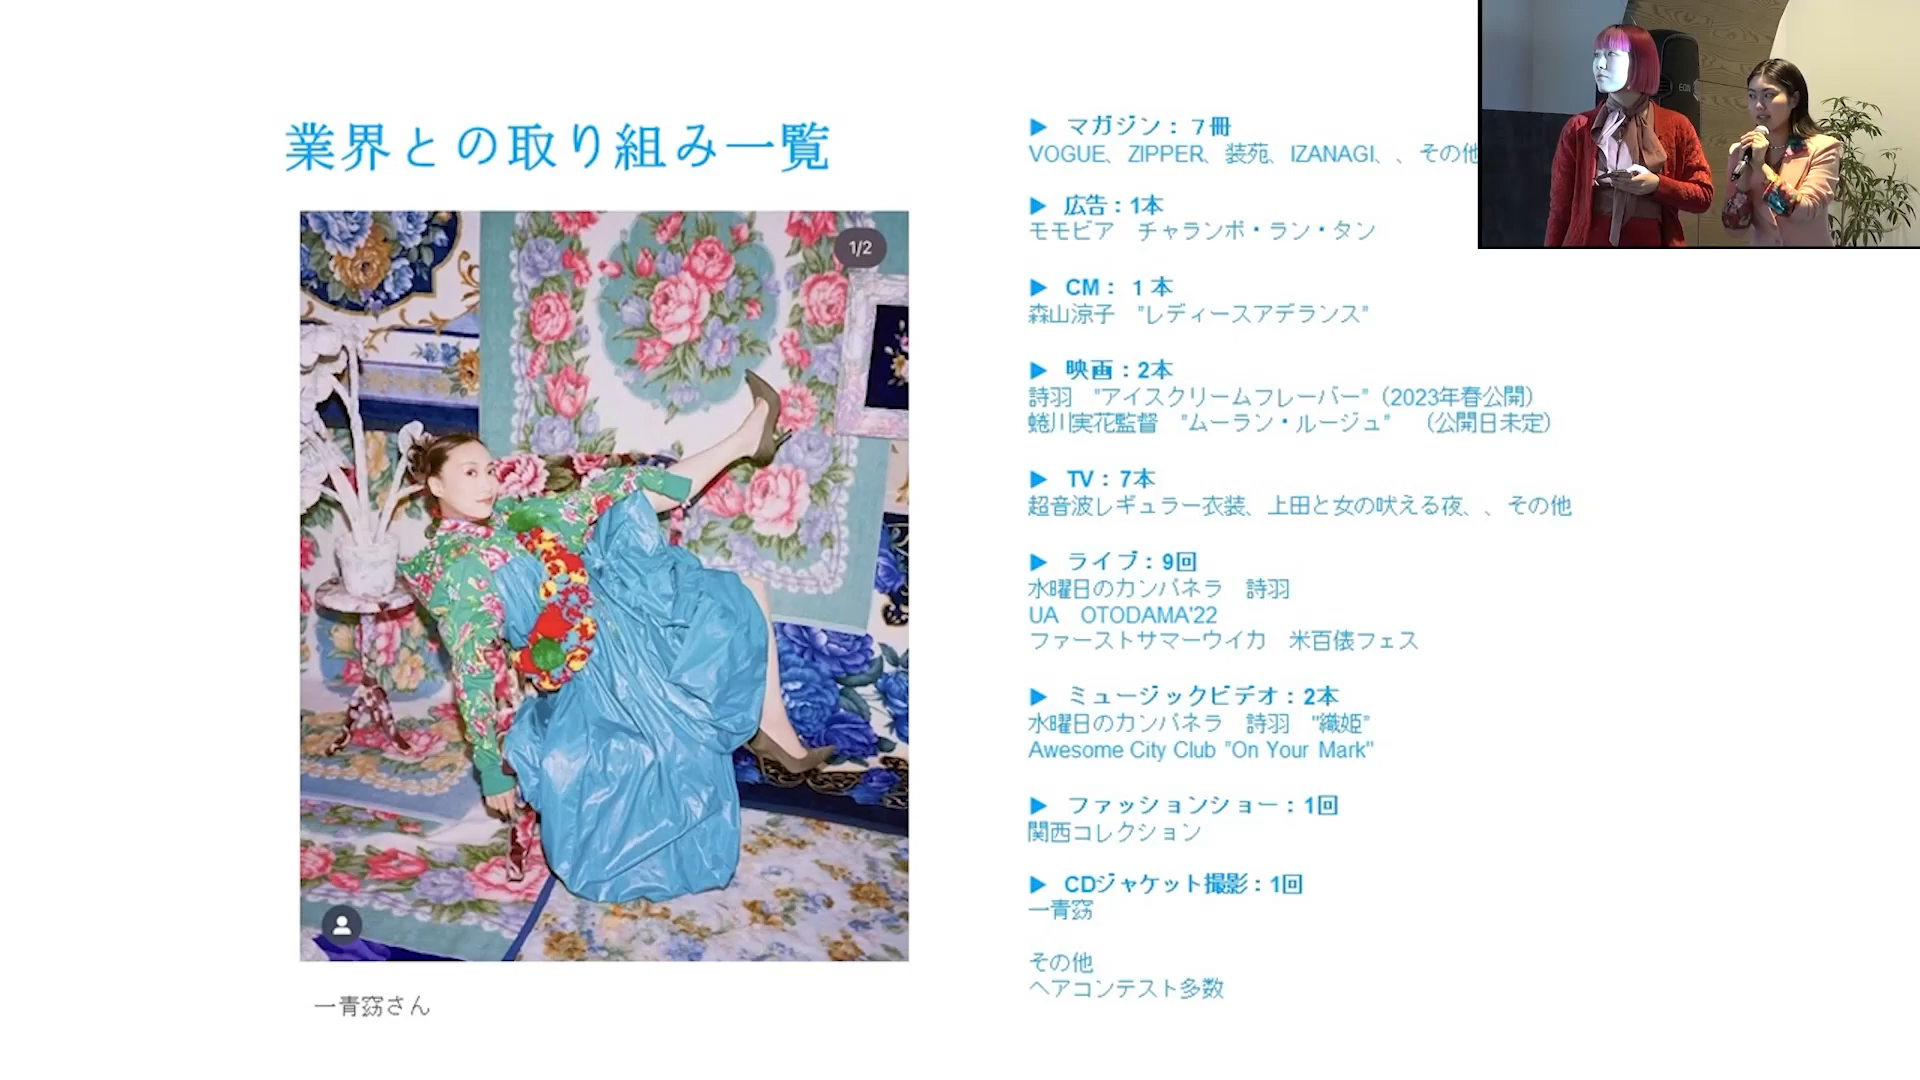 業界との取り組み一覧
1/2
一青窈さん
▶ マガジン：７冊
VOGUE、ZIPPER、装苑、IZANAGI、、その他
▶ 広告：1本
モモビア　チャランポ・ラン・タン
▶ CM：１本
森山涼子　"レディースアデランス"
▶ 映画：2本
詩羽　"アイスクリームフレーバー"（2023年春公開）
蜷川実花監督　"ムーラン・ルージュ"　（公開日未定）
▶ TV：7本
超音波レギュラー衣装、上田と女の吠える夜、、その他
▶ ライブ：9回
水曜日のカンパネラ　詩羽
UA　OTODAMA'22
ファーストサマーウイカ　米百俵フェス
▶ ミュージックビデオ：2本
水曜日のカンパネラ　詩羽　"織姫"
Awesome City Club "On Your Mark"
▶ ファッションショー：1回
関西コレクション
▶ CDジャケット撮影：1回
一青窈
その他
ヘアコンテスト多数
EON